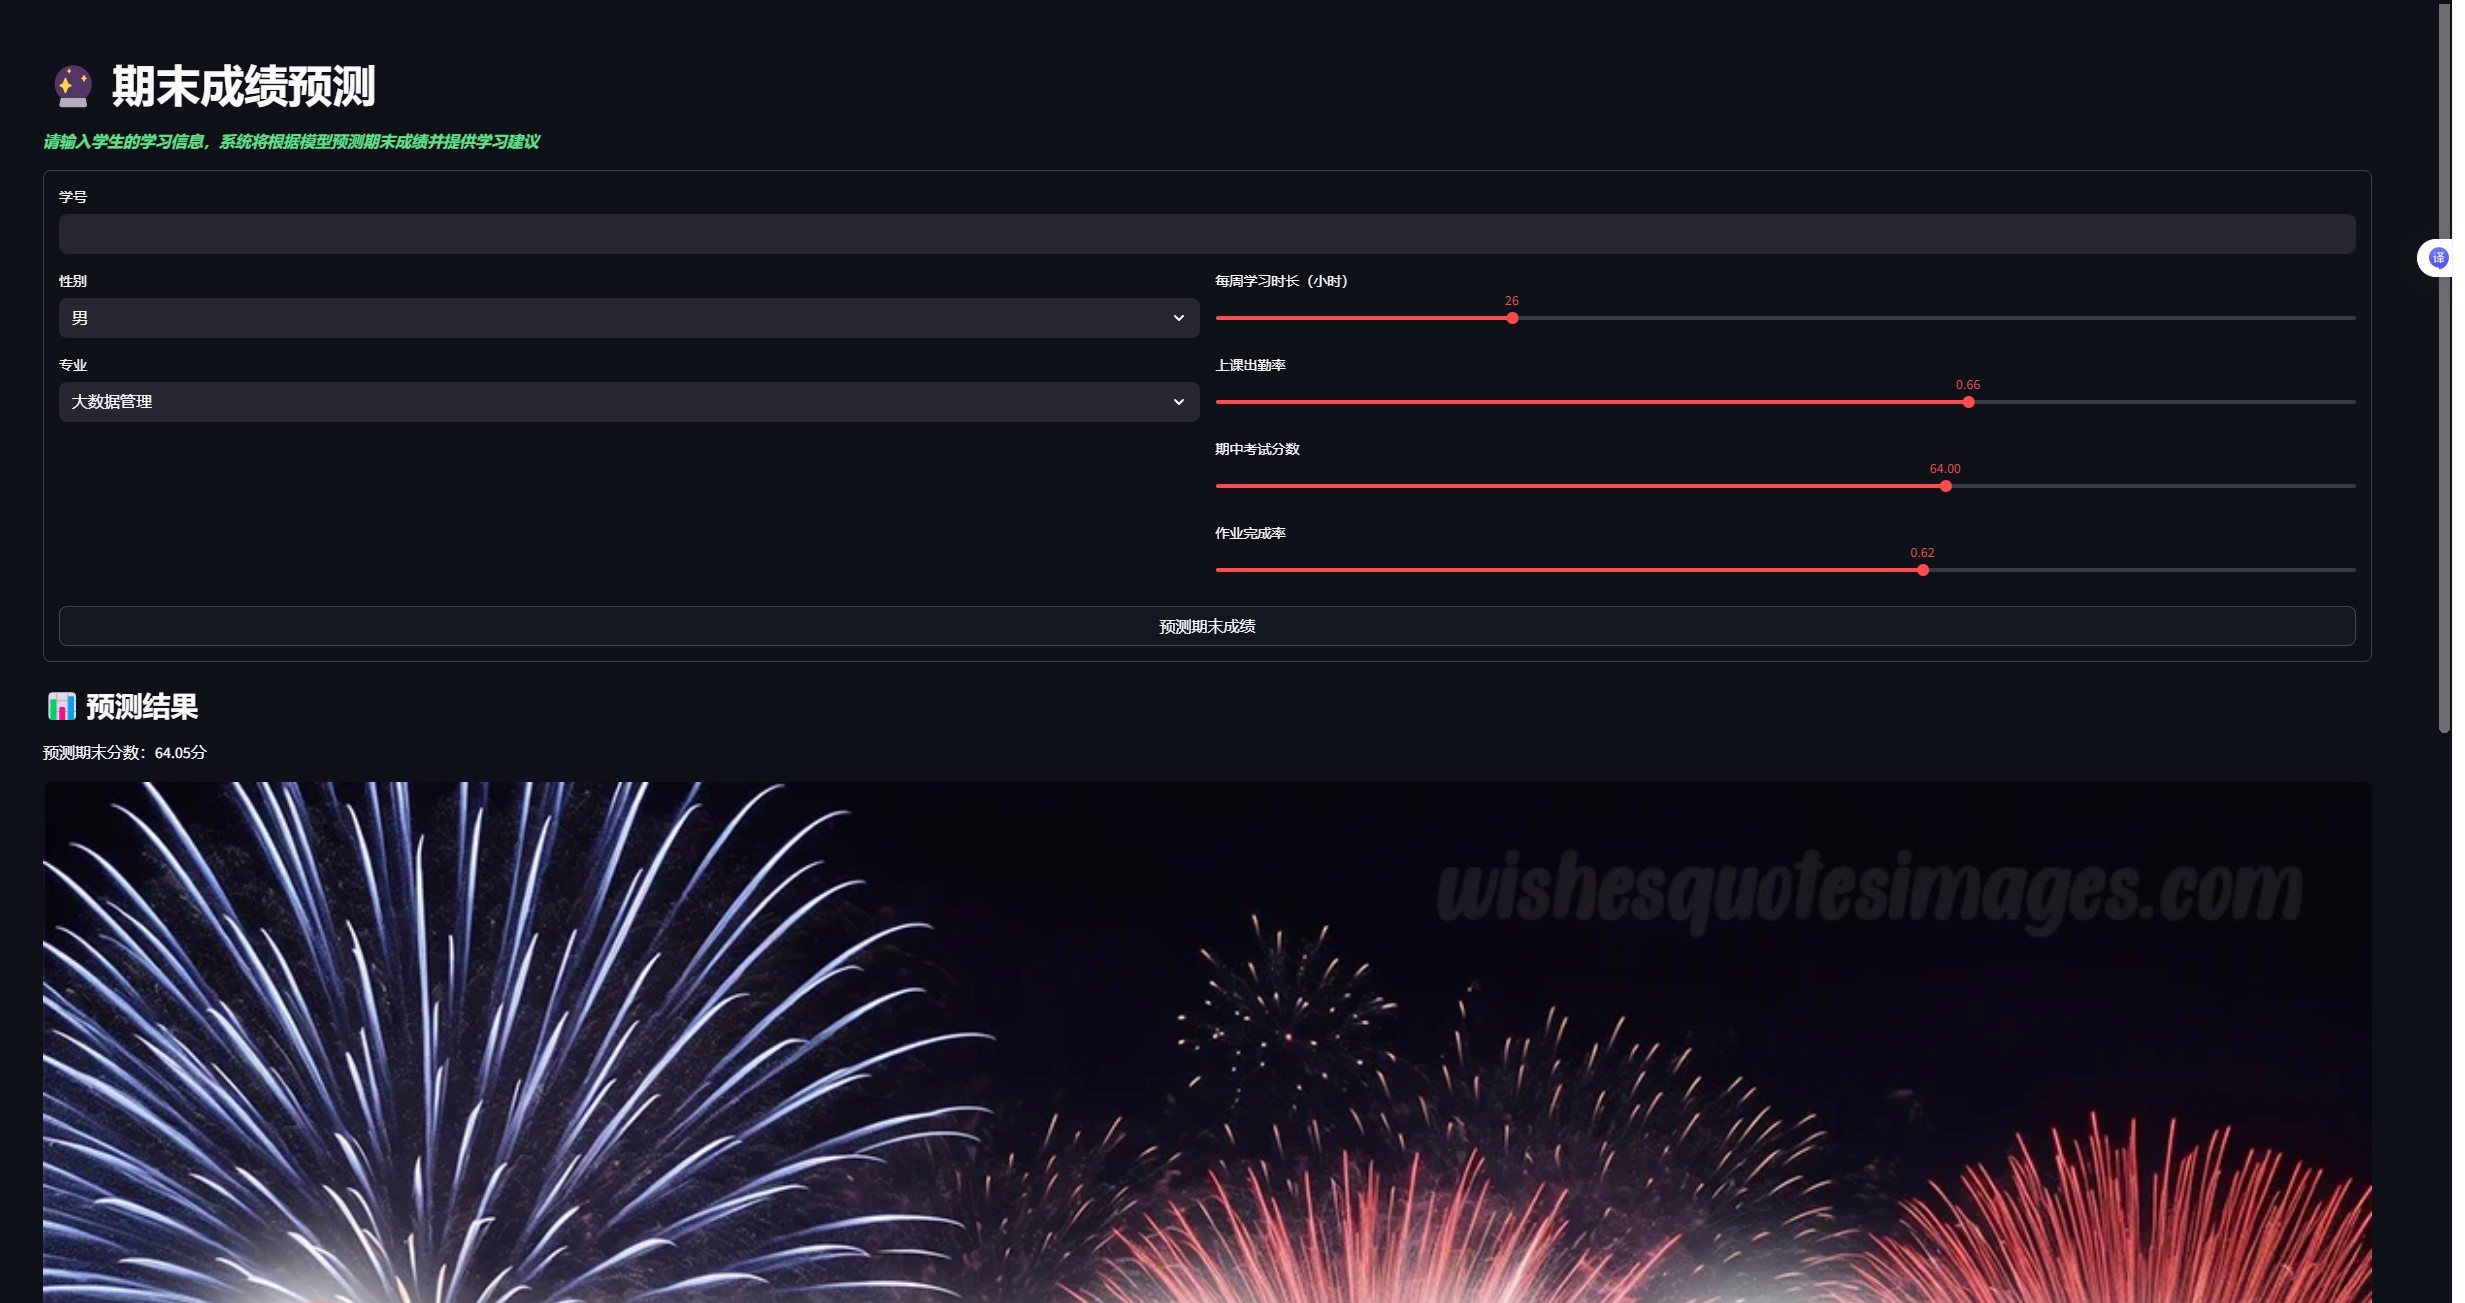 期末成绩预测
请输入学生的学习信息，系统将根据模型预测期末成绩并提供学习建议
学号
性别
男
专业
大数据管理
每周学习时长（小时）
26
上课出勤率
0.66
期中考试分数
64.00
作业完成率
0.62
预测期末成绩
译
预测结果
预测期末分数：64.05分
wishesquotesimages.com